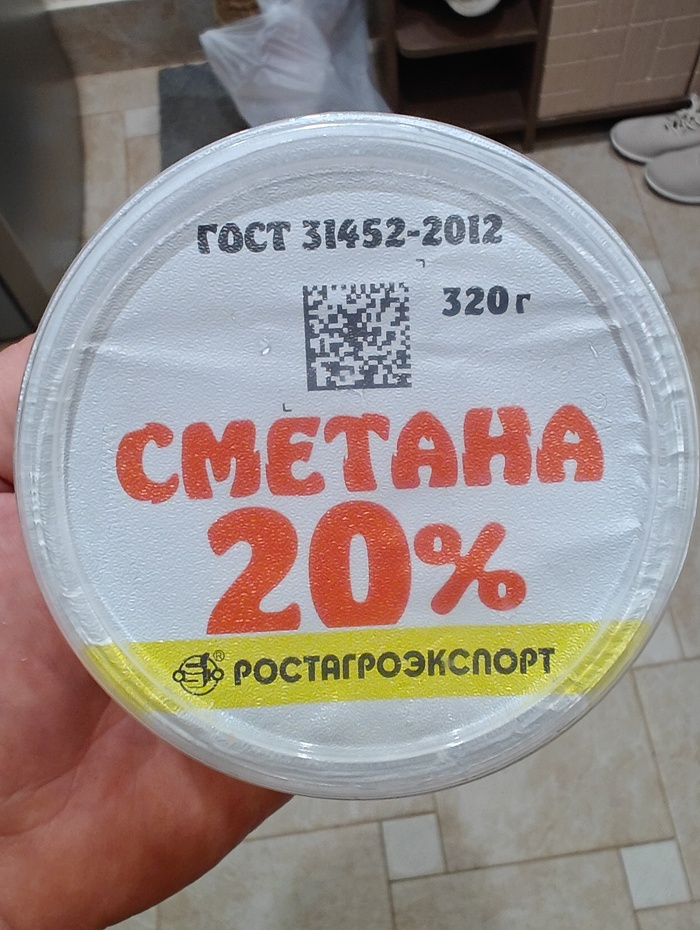 ГОСТ 31452-2012
320 г
СМЕТАНА
20%
® РОСТАГРОЭКСПОРТ